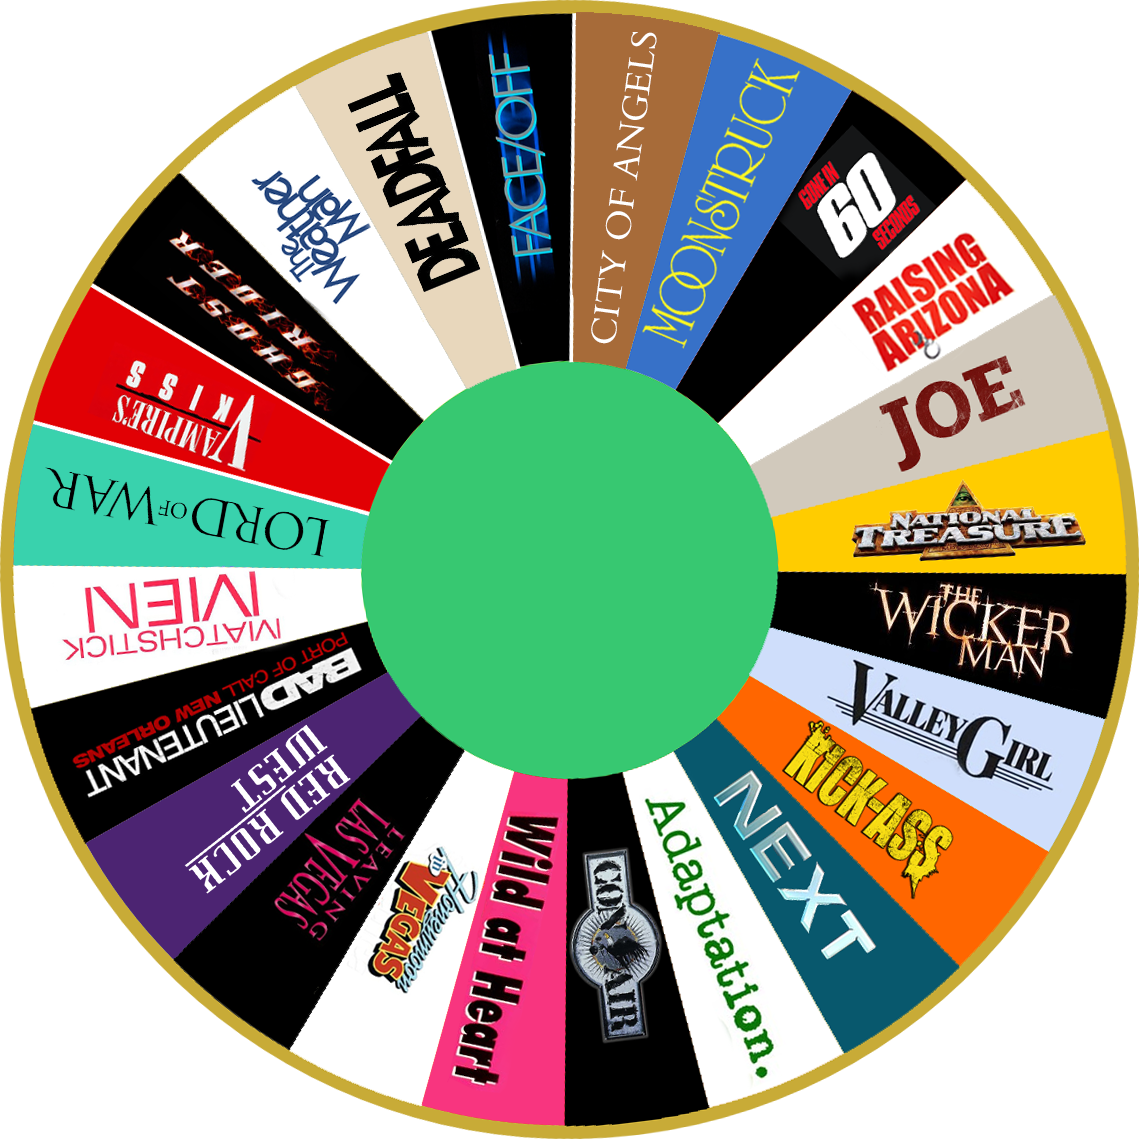 FACE/OFF
CITY OF ANGELS
MOONSTRUCK
GONE IN
60
SECONDS
RAISING
ARIZONA
JOE
NATIONAL
TREASURE
THE
WICKER
MAN
VALLEY GIRL
KICK-ASS
NEXT
Adaptation.
CON AIR
Wild at Heart
Honeymoon
IN
VEGAS
LEAVING
LAS VEGAS
RED ROCK
WEST
BAD LIEUTENANT
PORT OF CALL NEW ORLEANS
MATCHSTICK
MEN
LORD OF WAR
VAMPIRE'S
KISS
GHOST
RIDER
The
Weather
Man
DEADFALL